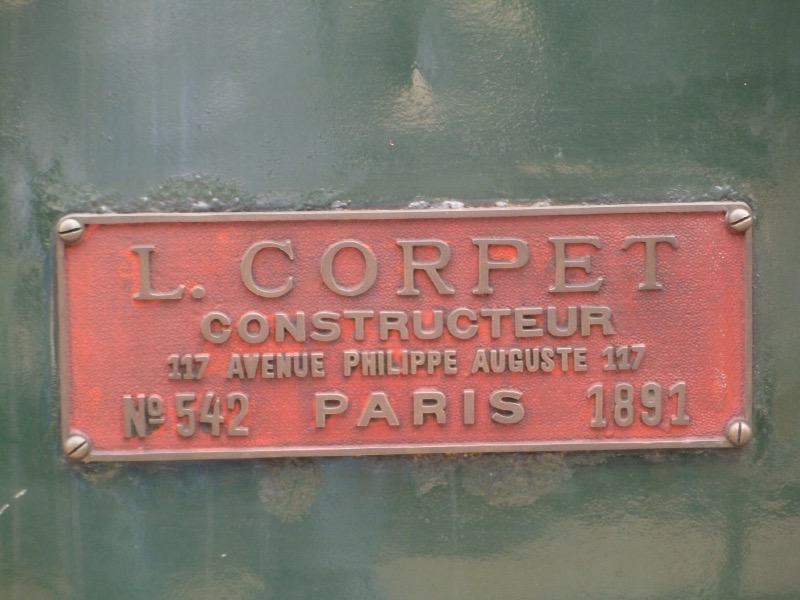 L. CORPET
CONSTRUCTEUR
117 AVENUE PHILIPPE AUGUSTE 117
Nº 542 PARIS 1891